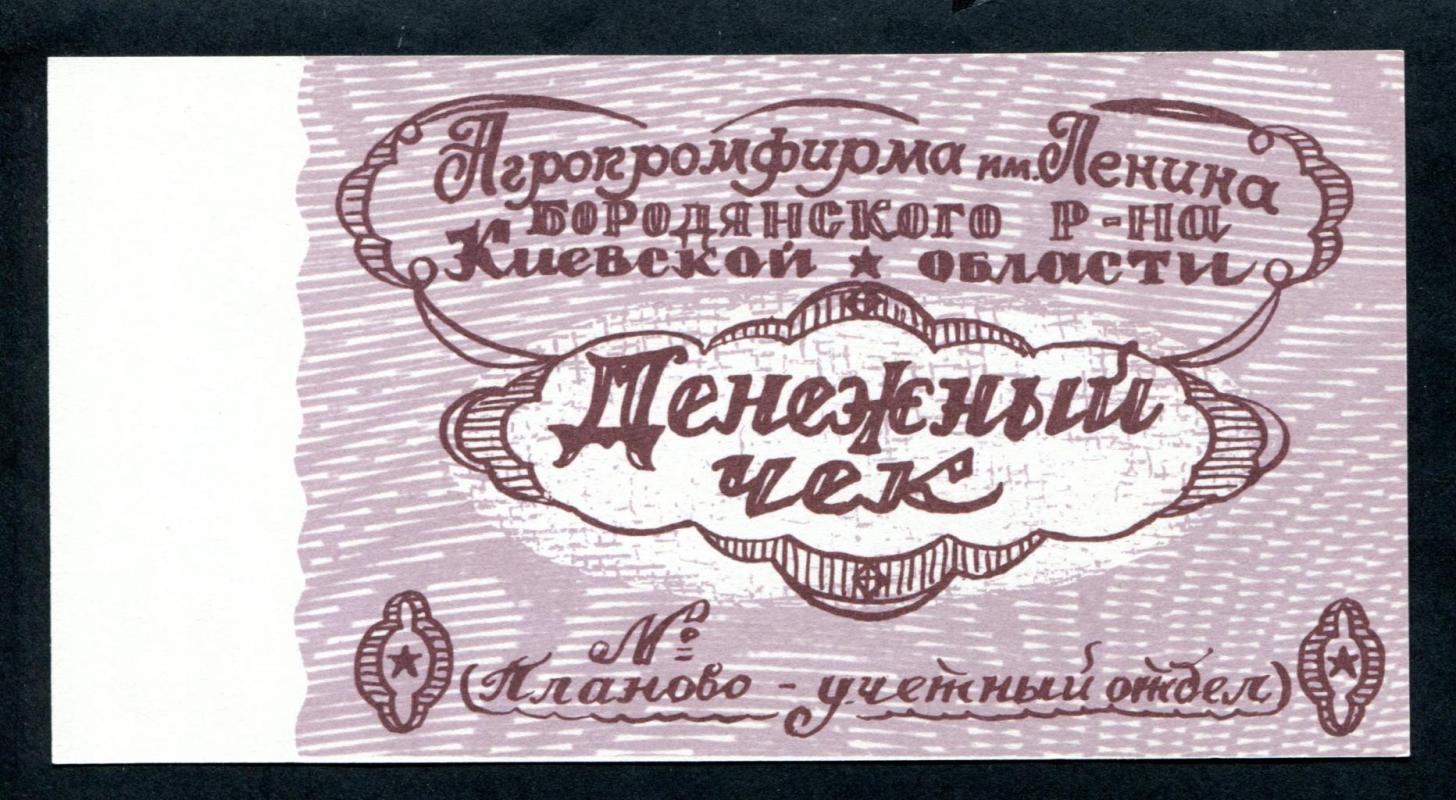 Агропромфирма им. Ленина
БОРОДЯНСКОГО Р-НА
Киевской ★ области
Денежный
чек
№
(Планово - учетный отдел)